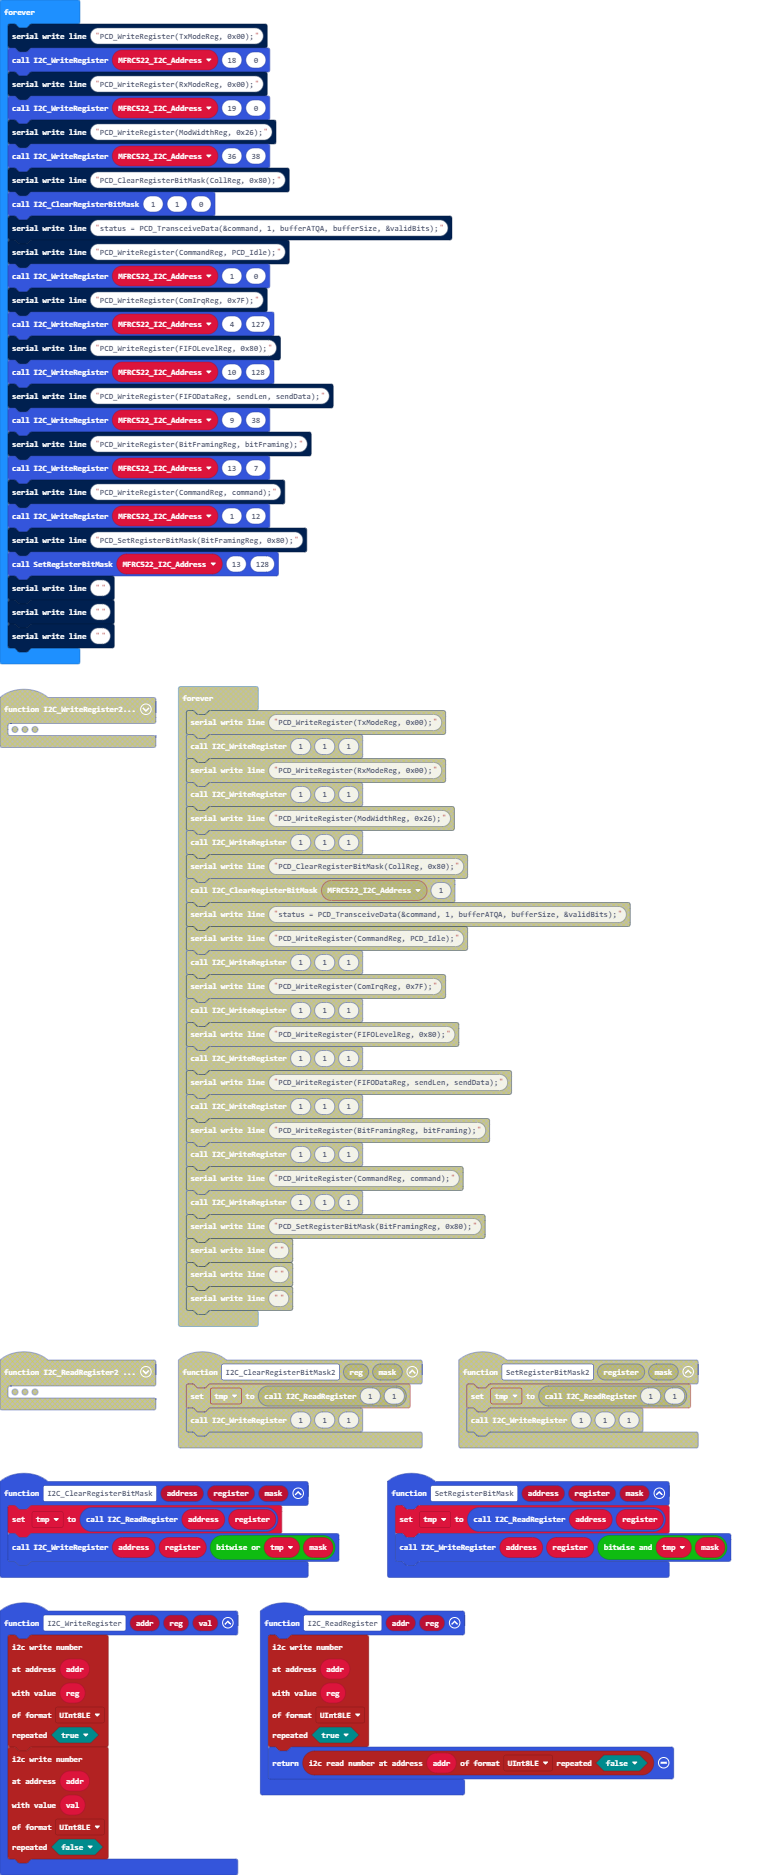 forever
serial write line "PCD_WriteRegister(TxModeReg, 0x00);"
call I2C_WriteRegister MFRC522_I2C_Address 18 0
serial write line "PCD_WriteRegister(RxModeReg, 0x00);"
call I2C_WriteRegister MFRC522_I2C_Address 19 0
serial write line "PCD_WriteRegister(ModWidthReg, 0x26);"
call I2C_WriteRegister MFRC522_I2C_Address 36 38
serial write line "PCD_ClearRegisterBitMask(CollReg, 0x80);"
call I2C_ClearRegisterBitMask 1 1 0
serial write line "status = PCD_TransceiveData(&command, 1, bufferATQA, bufferSize, &validBits);"
serial write line "PCD_WriteRegister(CommandReg, PCD_Idle);"
call I2C_WriteRegister MFRC522_I2C_Address 1 0
serial write line "PCD_WriteRegister(ComIrqReg, 0x7F);"
call I2C_WriteRegister MFRC522_I2C_Address 4 127
serial write line "PCD_WriteRegister(FIFOLevelReg, 0x80);"
call I2C_WriteRegister MFRC522_I2C_Address 10 128
serial write line "PCD_WriteRegister(FIFODataReg, sendLen, sendData);"
call I2C_WriteRegister MFRC522_I2C_Address 9 38
serial write line "PCD_WriteRegister(BitFramingReg, bitFraming);"
call I2C_WriteRegister MFRC522_I2C_Address 13 7
serial write line "PCD_WriteRegister(CommandReg, command);"
call I2C_WriteRegister MFRC522_I2C_Address 1 12
serial write line "PCD_SetRegisterBitMask(BitFramingReg, 0x80);"
call SetRegisterBitMask MFRC522_I2C_Address 13 128
serial write line ""
serial write line ""
serial write line ""
function I2C_WriteRegister2...
forever
serial write line "PCD_WriteRegister(TxModeReg, 0x00);"
call I2C_WriteRegister 1 1 1
serial write line "PCD_WriteRegister(RxModeReg, 0x00);"
call I2C_WriteRegister 1 1 1
serial write line "PCD_WriteRegister(ModWidthReg, 0x26);"
call I2C_WriteRegister 1 1 1
serial write line "PCD_ClearRegisterBitMask(CollReg, 0x80);"
call I2C_ClearRegisterBitMask MFRC522_I2C_Address 1
serial write line "status = PCD_TransceiveData(&command, 1, bufferATQA, bufferSize, &validBits);"
serial write line "PCD_WriteRegister(CommandReg, PCD_Idle);"
call I2C_WriteRegister 1 1 1
serial write line "PCD_WriteRegister(ComIrqReg, 0x7F);"
call I2C_WriteRegister 1 1 1
serial write line "PCD_WriteRegister(FIFOLevelReg, 0x80);"
call I2C_WriteRegister 1 1 1
serial write line "PCD_WriteRegister(FIFODataReg, sendLen, sendData);"
call I2C_WriteRegister 1 1 1
serial write line "PCD_WriteRegister(BitFramingReg, bitFraming);"
call I2C_WriteRegister 1 1 1
serial write line "PCD_WriteRegister(CommandReg, command);"
call I2C_WriteRegister 1 1 1
serial write line "PCD_SetRegisterBitMask(BitFramingReg, 0x80);"
serial write line ""
serial write line ""
serial write line ""
function I2C_ReadRegister2 ...
function I2C_ClearRegisterBitMask2 reg mask
set tmp to call I2C_ReadRegister 1 1
call I2C_WriteRegister 1 1 1
function SetRegisterBitMask2 register mask
set tmp to call I2C_ReadRegister 1 1
call I2C_WriteRegister 1 1 1
function I2C_ClearRegisterBitMask address register mask
set tmp to call I2C_ReadRegister address register
call I2C_WriteRegister address register bitwise or tmp mask
function SetRegisterBitMask address register mask
set tmp to call I2C_ReadRegister address register
call I2C_WriteRegister address register bitwise and tmp mask
function I2C_WriteRegister addr reg val
i2c write number
at address addr
with value reg
of format UInt8LE
repeated true
i2c write number
at address addr
with value val
of format UInt8LE
repeated false
function I2C_ReadRegister addr reg
i2c write number
at address addr
with value reg
of format UInt8LE
repeated true
return i2c read number at address addr of format UInt8LE repeated false